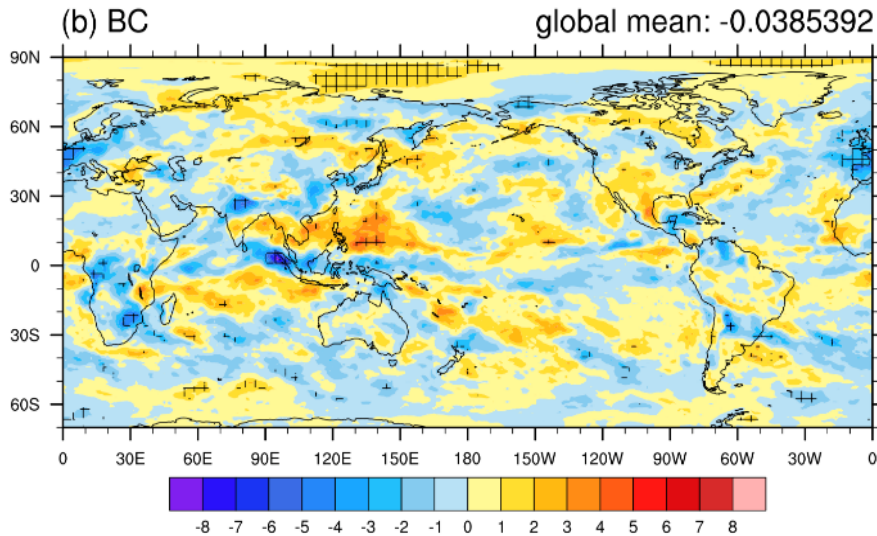 (b) BC global mean: -0.0385392
90N
60N
30N
0
30S
60S
0 30E 60E 90E 120E 150E 180 150W 120W 90W 60W 30W 0
-8 -7 -6 -5 -4 -3 -2 -1 0 1 2 3 4 5 6 7 8